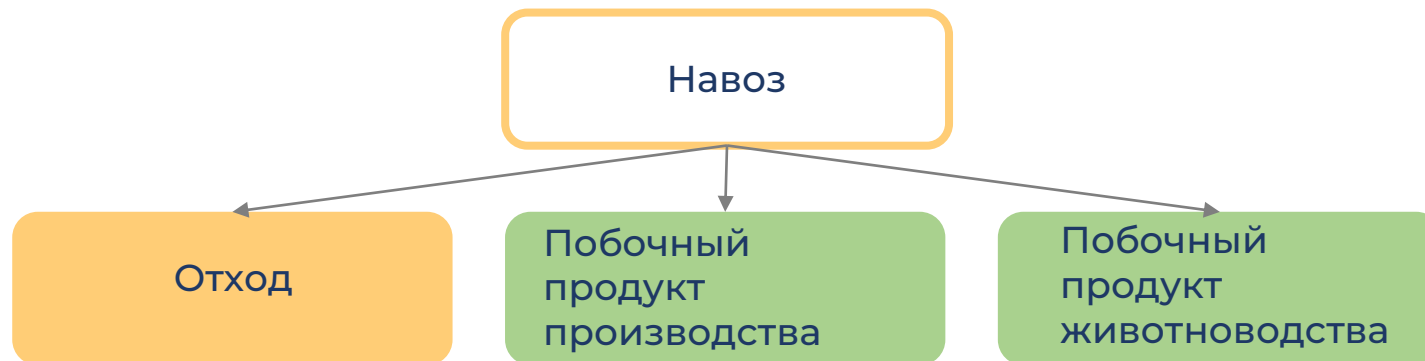 Навоз
Отход
Побочный
продукт
производства
Побочный
продукт
животноводства